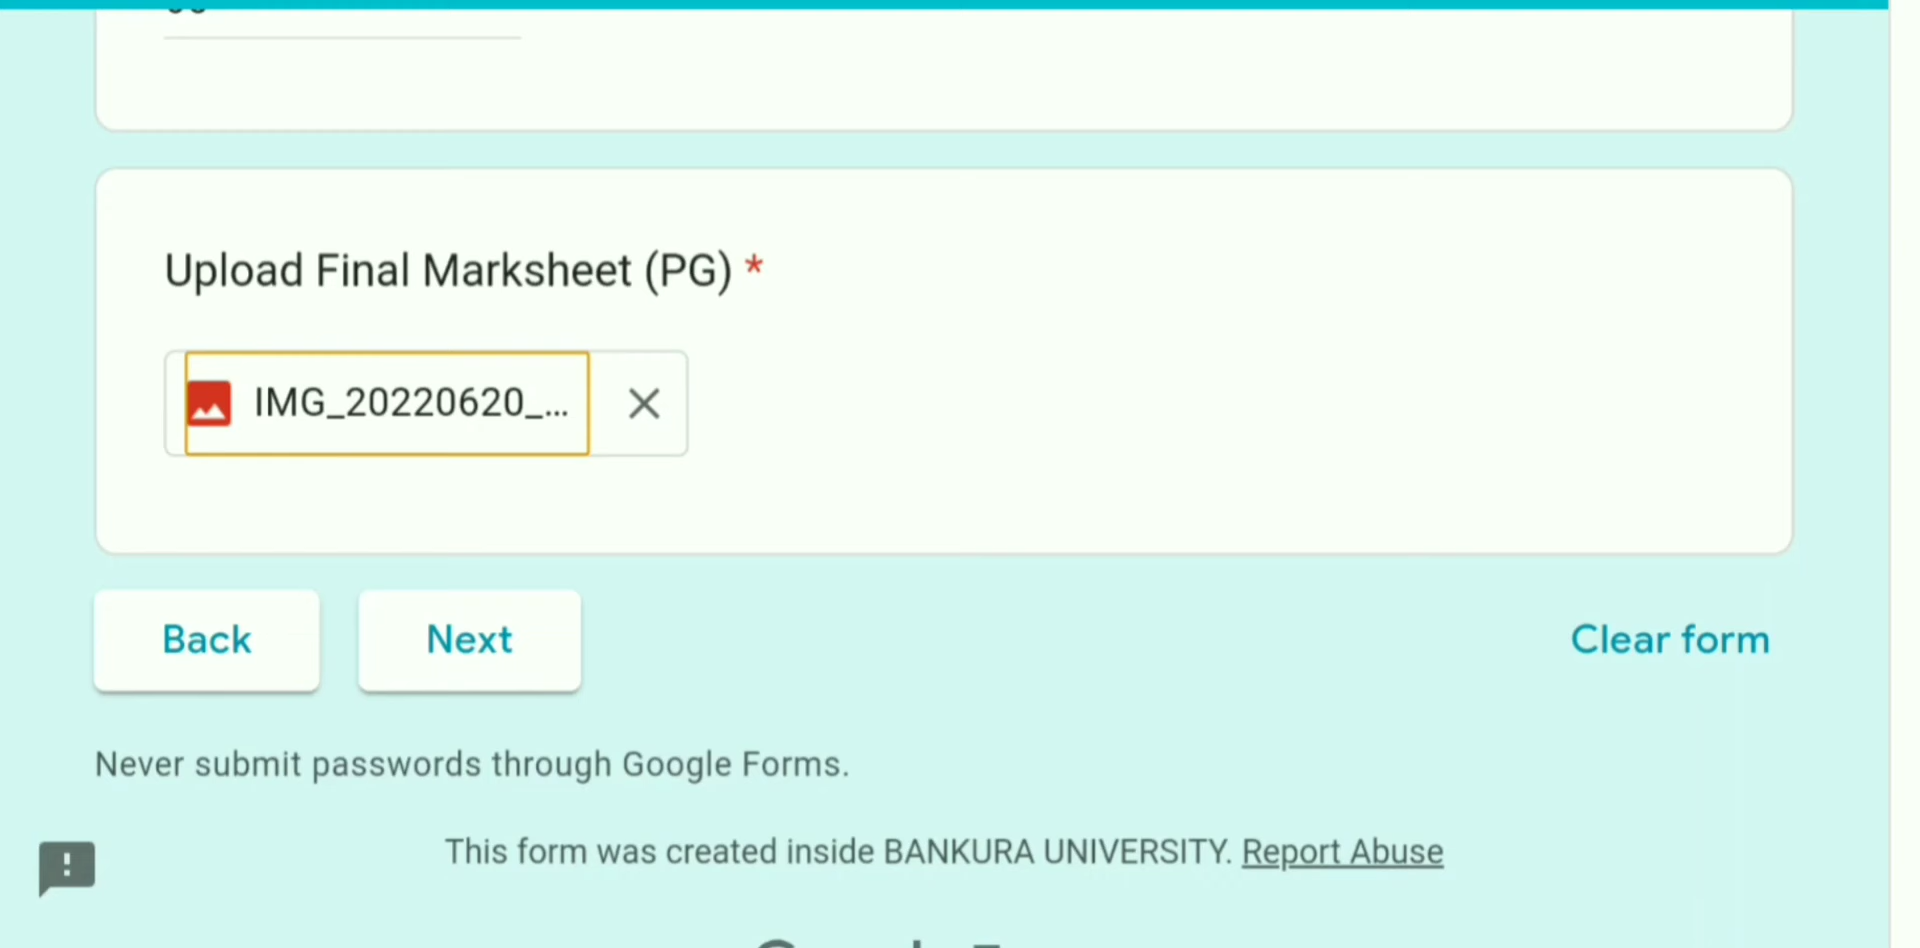 Upload Final Marksheet (PG) *
IMG_20220620_...
Back
Next
Clear form
Never submit passwords through Google Forms.
This form was created inside BANKURA UNIVERSITY. Report Abuse